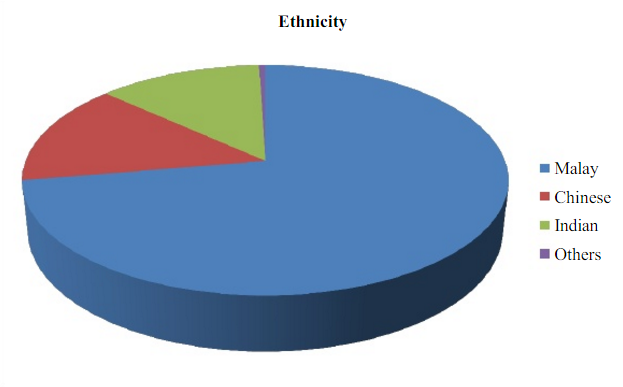 Ethnicity
Malay
Chinese
Indian
Others